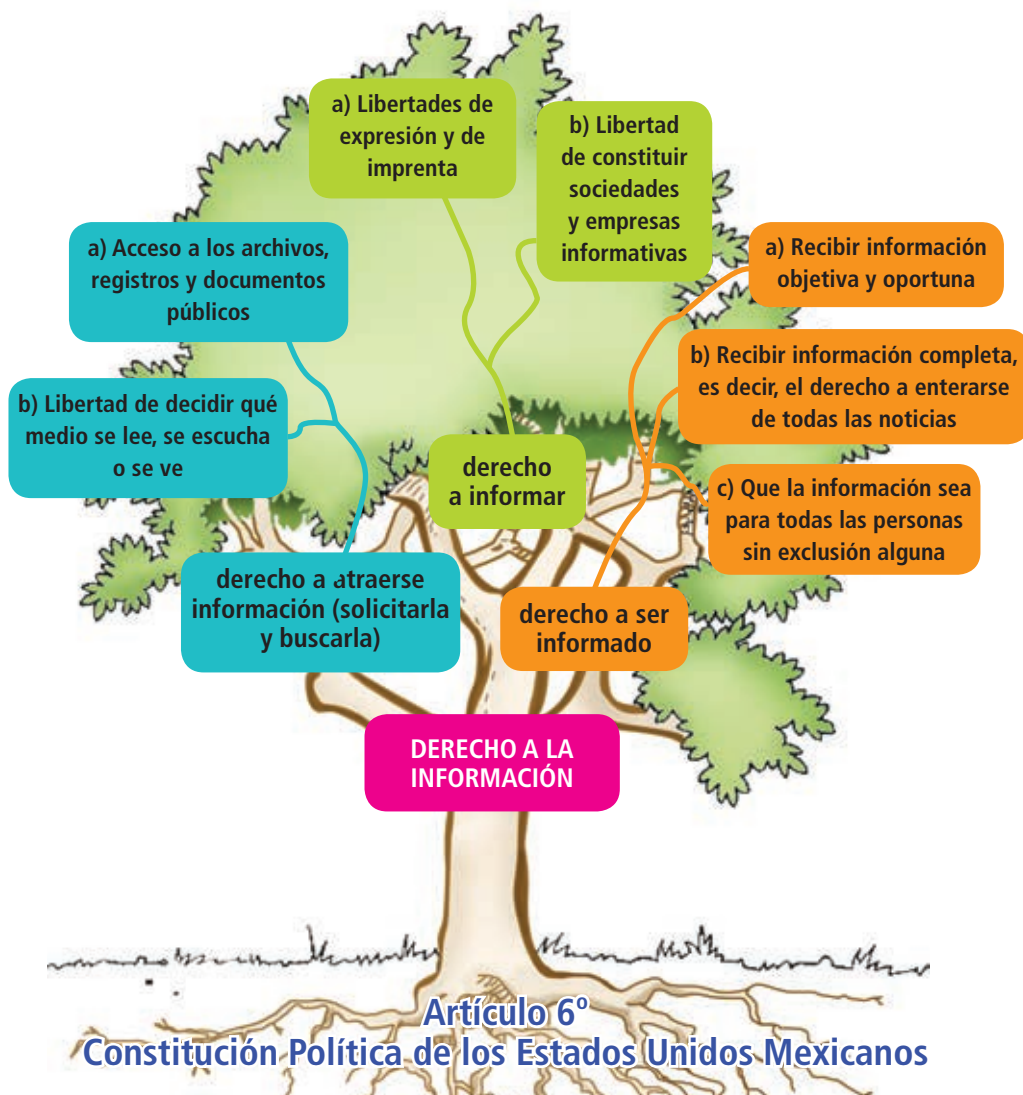 a) Libertades de
expresión y de
imprenta
b) Libertad
de constituir
sociedades
y empresas
informativas
a) Acceso a los archivos,
registros y documentos
públicos
a) Recibir información
objetiva y oportuna
b) Libertad de decidir qué
medio se lee, se escucha
o se ve
b) Recibir información completa,
es decir, el derecho a enterarse
de todas las noticias
derecho
a informar
c) Que la información sea
para todas las personas
sin exclusión alguna
derecho a atraerse
información (solicitarla
y buscarla)
derecho a ser
informado
DERECHO A LA
INFORMACIÓN
Artículo 6º
Constitución Política de los Estados Unidos Mexicanos